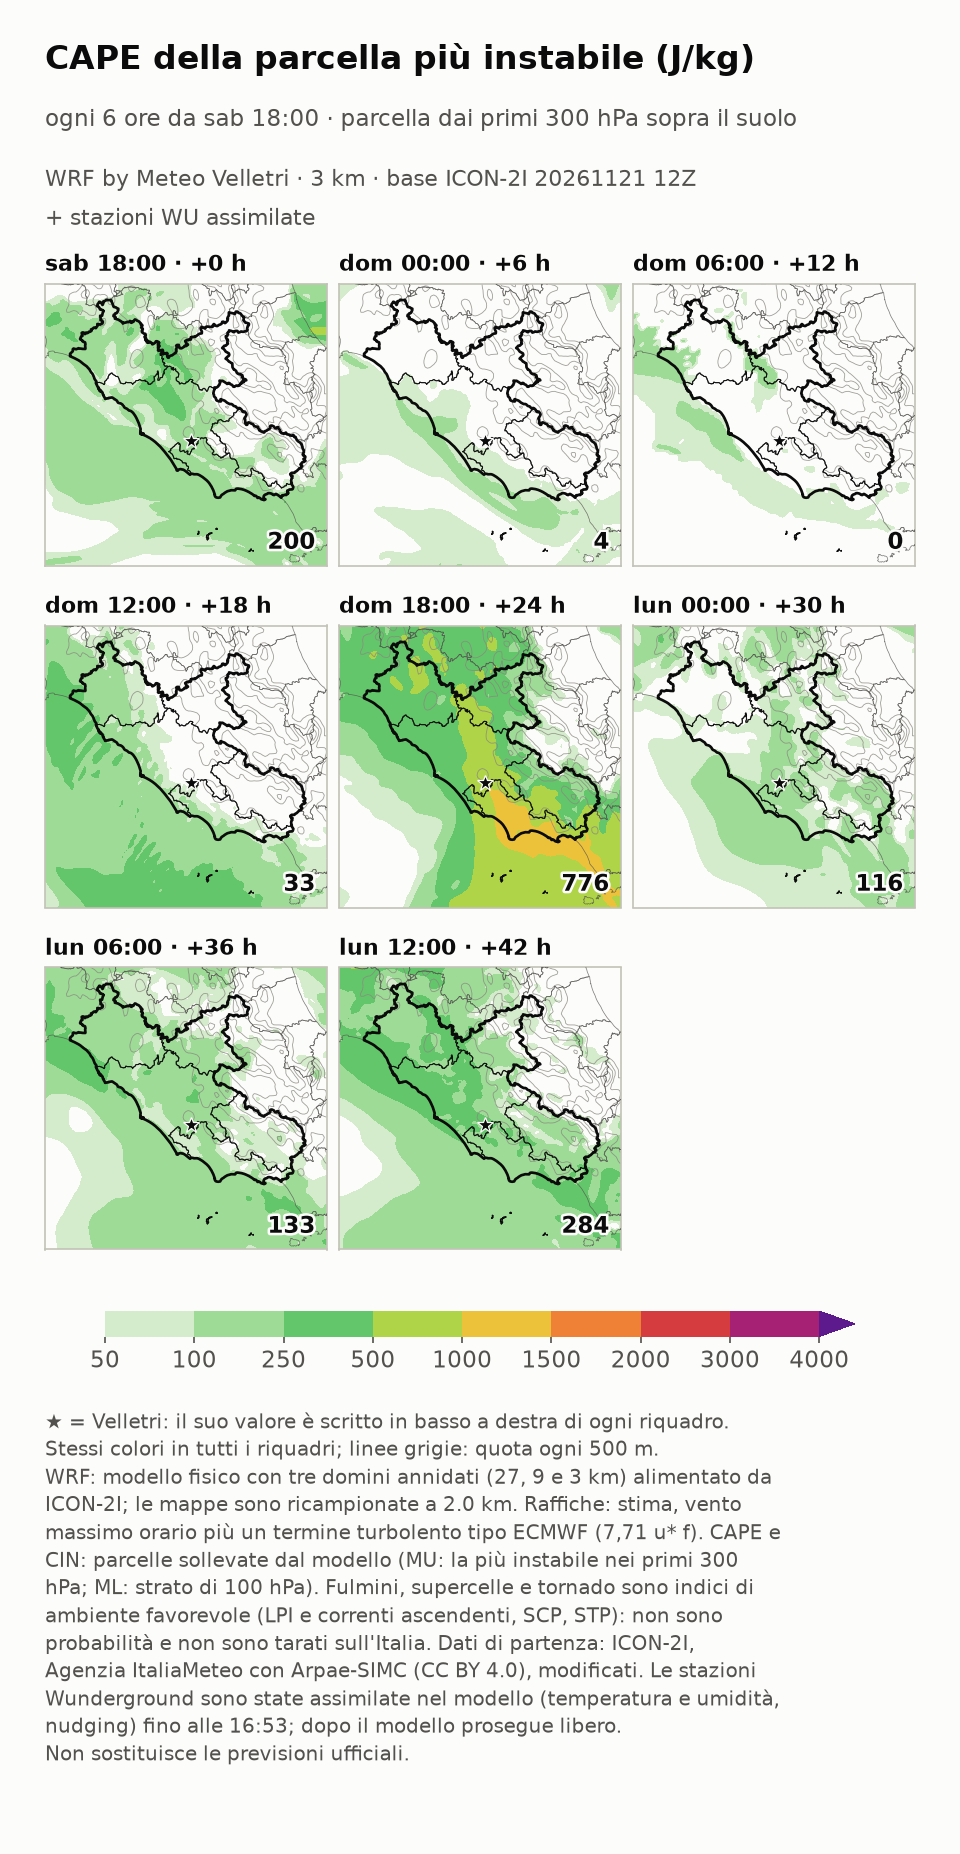 CAPE della parcella più instabile (J/kg)
ogni 6 ore da sab 18:00 · parcella dai primi 300 hPa sopra il suolo
WRF by Meteo Velletri · 3 km · base ICON-2I 20261121 12Z
+ stazioni WU assimilate
sab 18:00 · +0 h
dom 00:00 · +6 h
dom 06:00 · +12 h
200
4
0
dom 12:00 · +18 h
dom 18:00 · +24 h
lun 00:00 · +30 h
33
776
116
lun 06:00 · +36 h
lun 12:00 · +42 h
133
284
50 100 250 500 1000 1500 2000 3000 4000
★ = Velletri: il suo valore è scritto in basso a destra di ogni riquadro.
Stessi colori in tutti i riquadri; linee grigie: quota ogni 500 m.
WRF: modello fisico con tre domini annidati (27, 9 e 3 km) alimentato da
ICON-2I; le mappe sono ricampionate a 2.0 km. Raffiche: stima, vento
massimo orario più un termine turbolento tipo ECMWF (7,71 u* f). CAPE e
CIN: parcelle sollevate dal modello (MU: la più instabile nei primi 300
hPa; ML: strato di 100 hPa). Fulmini, supercelle e tornado sono indici di
ambiente favorevole (LPI e correnti ascendenti, SCP, STP): non sono
probabilità e non sono tarati sull'Italia. Dati di partenza: ICON-2I,
Agenzia ItaliaMeteo con Arpae-SIMC (CC BY 4.0), modificati. Le stazioni
Wunderground sono state assimilate nel modello (temperatura e umidità,
nudging) fino alle 16:53; dopo il modello prosegue libero.
Non sostituisce le previsioni ufficiali.